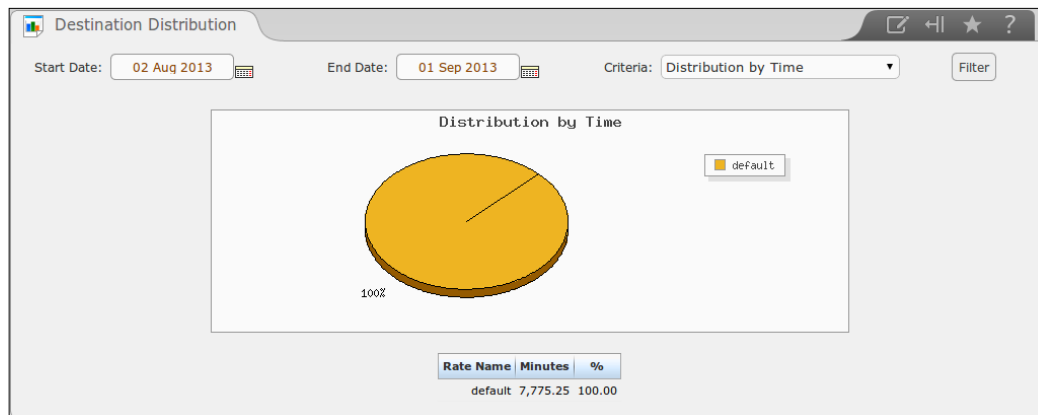 Destination Distribution
?
Start Date: 02 Aug 2013 End Date: 01 Sep 2013 Criteria: Distribution by Time Filter
Distribution by Time
default
100%
Rate Name Minutes %
default 7,775.25 100.00